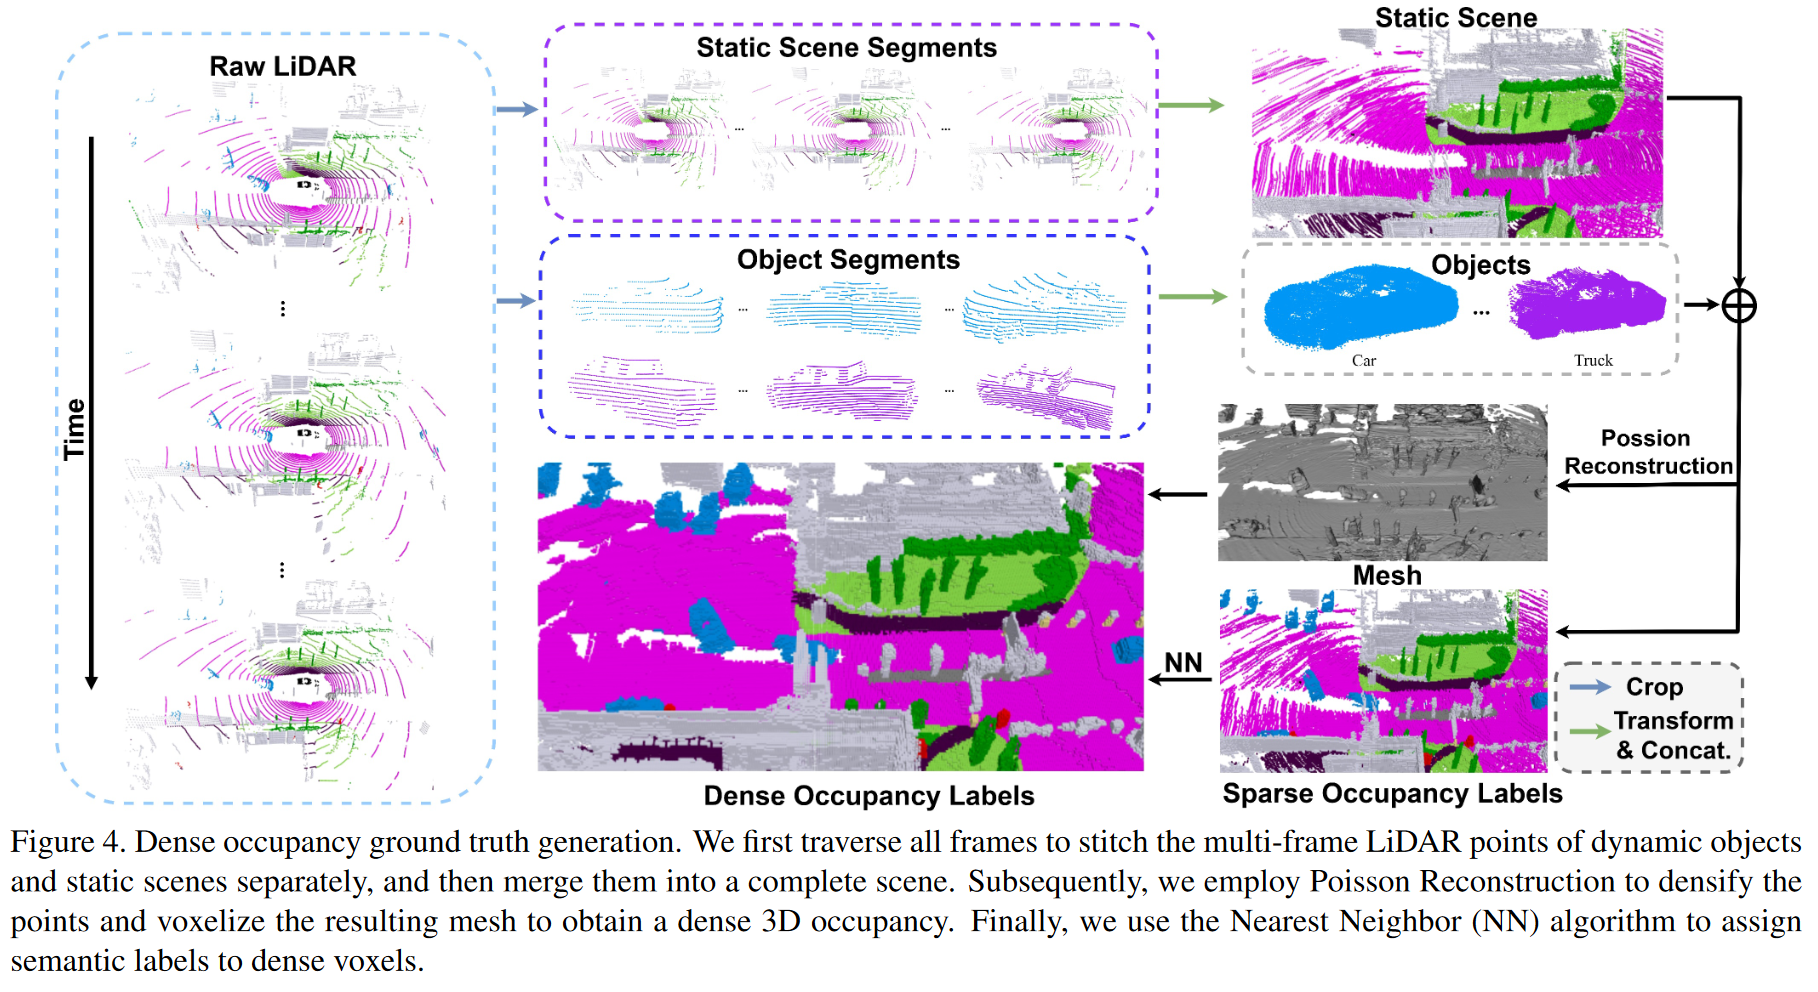 Raw LiDAR
Time
Static Scene Segments
...
...
Object Segments
...
...
...
...
Static Scene
Objects
...
Car
Truck
Possion
Reconstruction
Mesh
NN
Dense Occupancy Labels
Sparse Occupancy Labels
Crop
Transform
& Concat.
Figure 4. Dense occupancy ground truth generation. We first traverse all frames to stitch the multi-frame LiDAR points of dynamic objects
and static scenes separately, and then merge them into a complete scene. Subsequently, we employ Poisson Reconstruction to densify the
points and voxelize the resulting mesh to obtain a dense 3D occupancy. Finally, we use the Nearest Neighbor (NN) algorithm to assign
semantic labels to dense voxels.